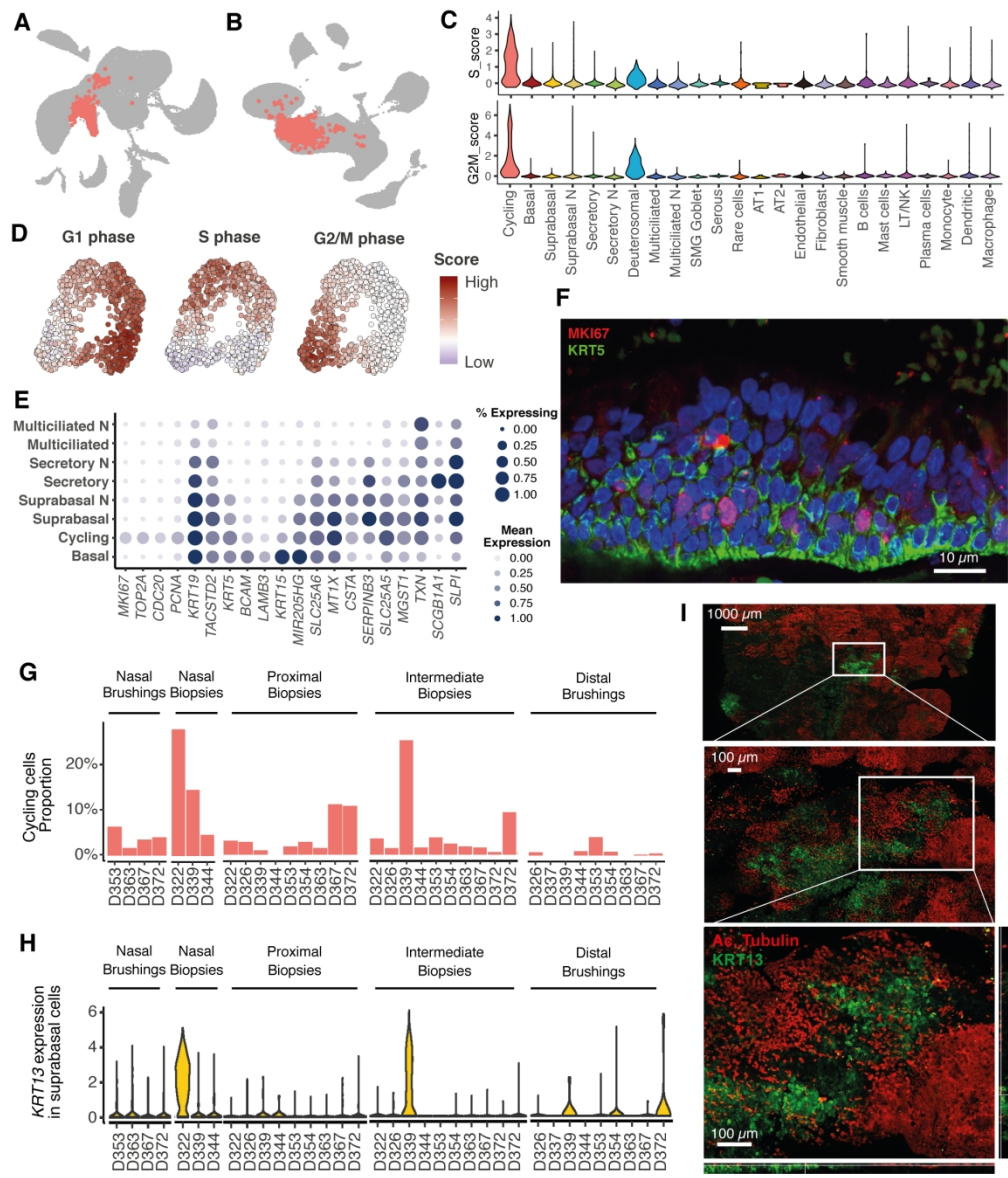 A
B
C
S_score
4
3
2
1
0
G2M_score
6
4
2
0
Cycling
Basal
Suprabasal
Suprabasal N
Secretory
Secretory N
Deuterosomal
Multiciliated
Multiciliated N
SMG Goblet
Serous
Rare cells
AT1
AT2
Endothelial
Fibroblast
Smooth muscle
B cells
Mast cells
LT/NK
Plasma cells
Monocyte
Dendritic
Macrophage
D
G1 phase
S phase
G2/M phase
Score
High
Low
E
Multiciliated N
Multiciliated
Secretory N
Secretory
Suprabasal N
Suprabasal
Cycling
Basal
MKI67
TOP2A
CDC20
PCNA
KRT19
TACSTD2
KRT5
BCAM
LAMB3
KRT15
MIR205HG
SLC25A6
MT1X
CSTA
SERPINB3
SLC25A5
MGST1
TXN
SCGB1A1
SLPI
% Expressing
0.00
0.25
0.50
0.75
1.00
Mean
Expression
0.00
0.25
0.50
0.75
1.00
F
MKI67
KRT5
10 µm
G
Nasal
Brushings
Nasal
Biopsies
Proximal
Biopsies
Intermediate
Biopsies
Distal
Brushings
Cycling cells
Proportion
20%
10%
0%
D353
D363
D367
D372
D322
D339
D344
D322
D326
D339
D344
D353
D354
D363
D367
D372
D322
D326
D339
D344
D353
D354
D363
D367
D372
D326
D337
D339
D344
D353
D354
D363
D367
D372
H
Nasal
Brushings
Nasal
Biopsies
Proximal
Biopsies
Intermediate
Biopsies
Distal
Brushings
KRT13 expression
in suprabasal cells
6
4
2
0
D353
D363
D367
D372
D322
D339
D344
D322
D326
D339
D344
D353
D354
D363
D367
D372
D322
D326
D339
D344
D353
D354
D363
D367
D372
D326
D337
D339
D344
D353
D354
D363
D367
D372
I
1000 µm
100 µm
Ac. Tubulin
KRT13
100 µm